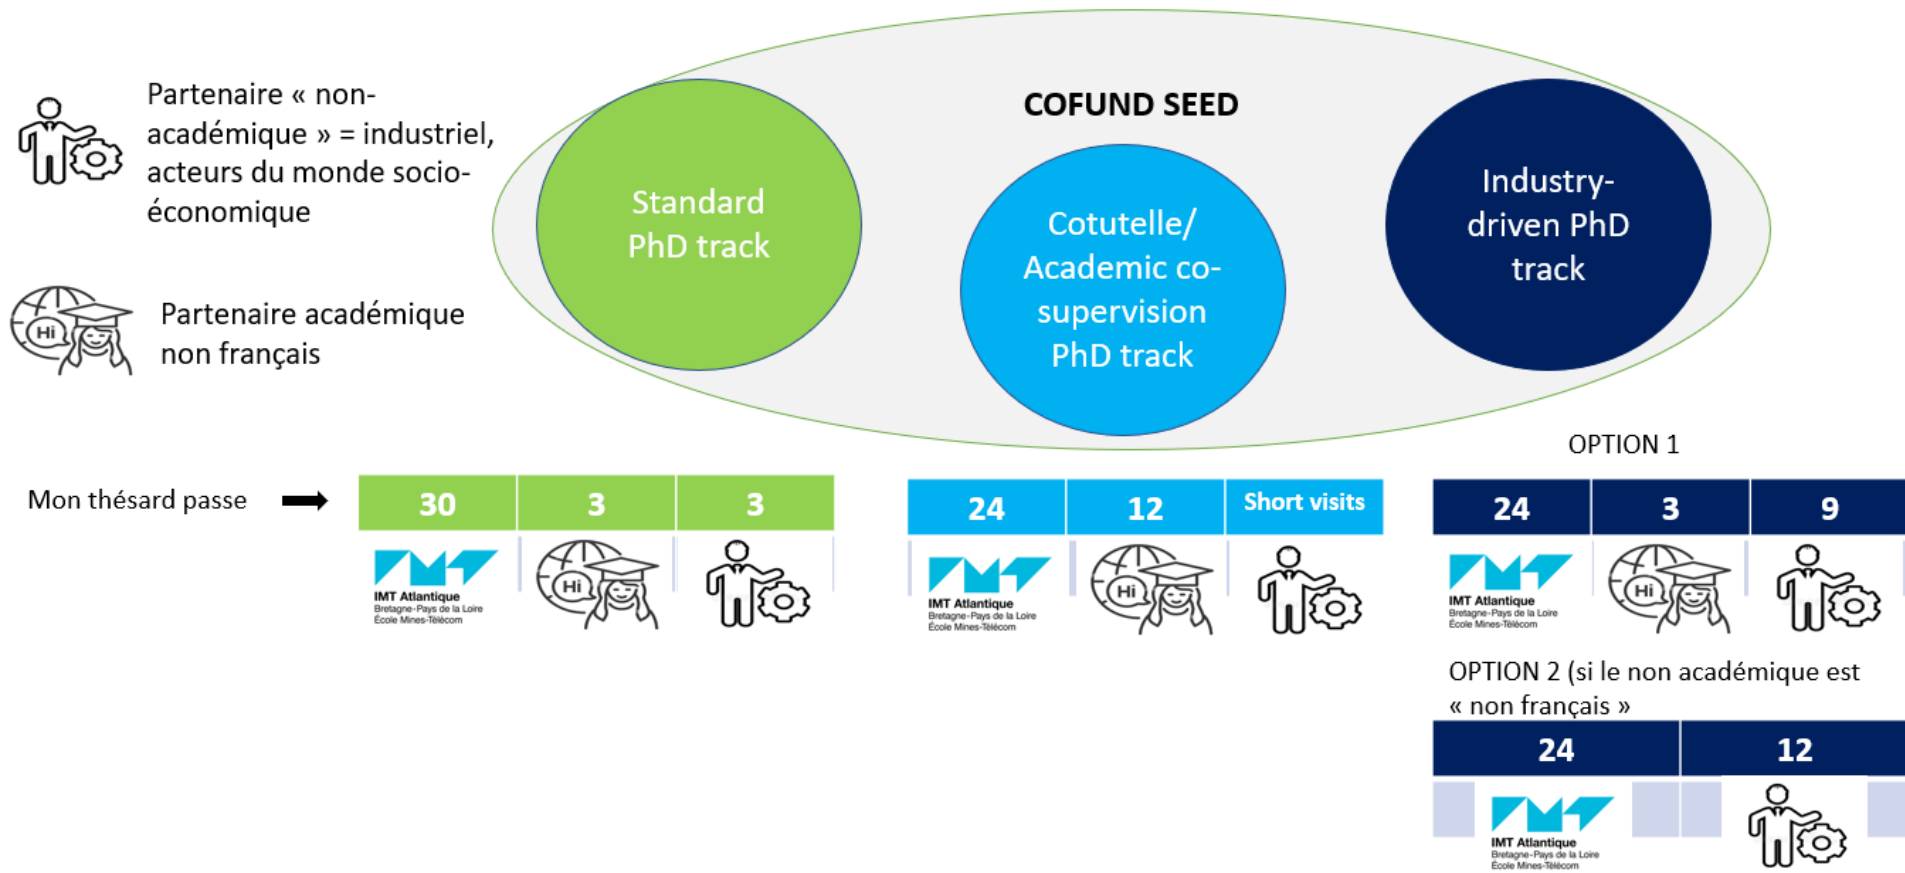 Partenaire « non-
académique » = industriel,
acteurs du monde socio-
économique
Hi
Partenaire académique
non français
COFUND SEED
Standard
PhD track
Cotutelle/
Academic co-
supervision
PhD track
Industry-
driven PhD
track
OPTION 1
Mon thésard passe
30 3 3
24 12 Short visits
24 3 9
IMT Atlantique
Bretagne-Pays de la Loire
École Mines-Télécom
Hi
IMT Atlantique
Bretagne-Pays de la Loire
École Mines-Télécom
Hi
IMT Atlantique
Bretagne-Pays de la Loire
École Mines-Télécom
Hi
OPTION 2 (si le non académique est
« non français »
24 12
IMT Atlantique
Bretagne-Pays de la Loire
École Mines-Télécom